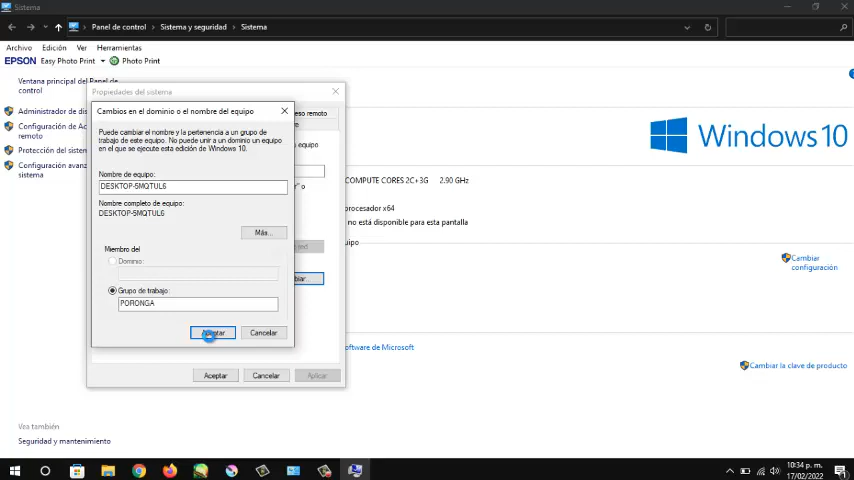 Sistema
Panel de control
Sistema y seguridad
Sistema
Archivo Edición Ver Herramientas
EPSON Easy Photo Print Photo Print
Ventana principal del Panel de
control
Administrador de dis
Configuración de Ac
remoto
Protección del sistem
Configuración avanz
sistema
Vea también
Seguridad y mantenimiento
Propiedades del sistema
eso remoto
equipo
Cambios en el dominio o el nombre del equipo
Puede cambiar el nombre y la pertenencia a un grupo de
trabajo de este equipo. No puede unir a un dominio un equipo
en el que se ejecute esta edición de Windows 10.
Nombre de equipo:
DESKTOP-5MQTUL6
Nombre completo de equipo:
DESKTOP-5MQTUL6
Más...
Miembro del
Dominio:
Grupo de trabajo:
PORONGA
Cancelar
Aceptar Cancelar Aplicar
Windows 10
COMPUTE CORES 2C+3G 2.90 GHz
procesador x64
no está disponible para esta pantalla
quipo
Cambiar
configuración
oftware de Microsoft
Cambiar la clave de producto
10:34 p. m.
17/02/2022